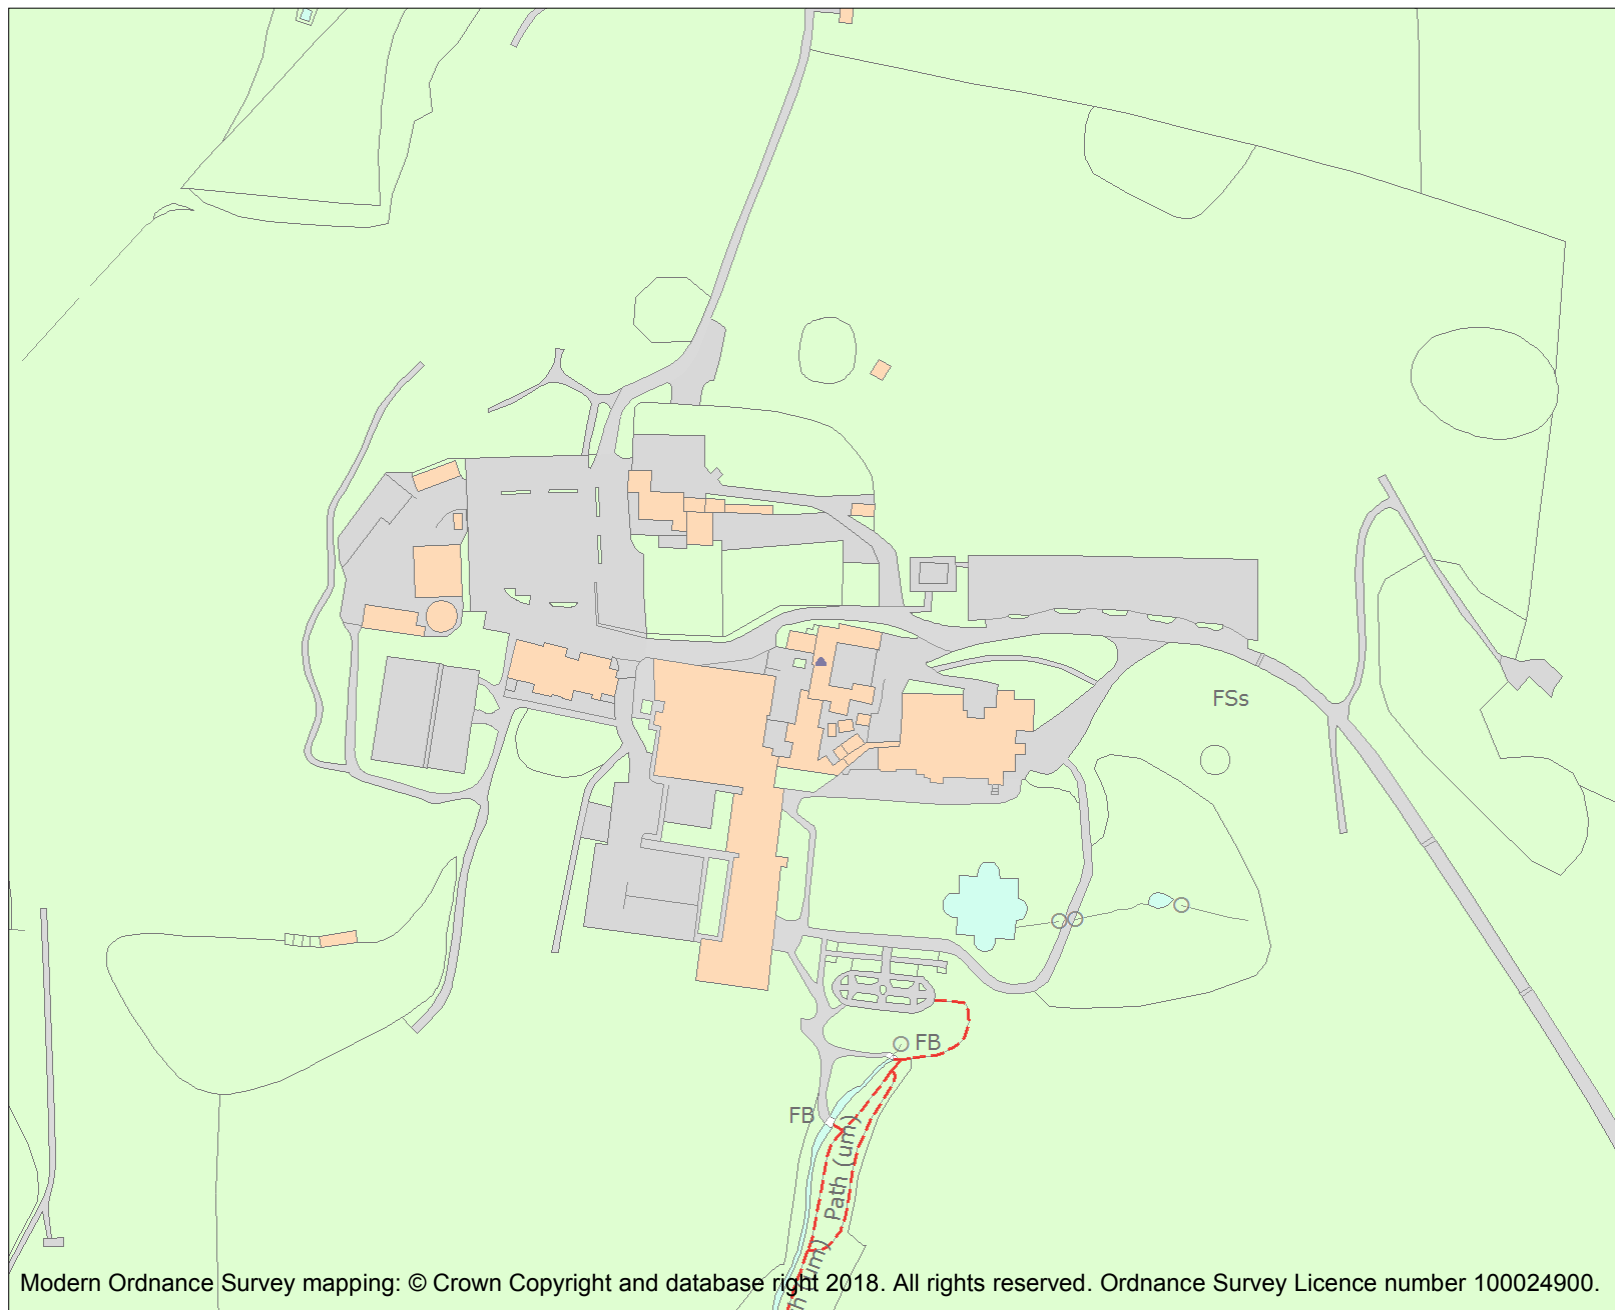 FSs
FB
FB
Path (um)
h (um)
Modern Ordnance Survey mapping: © Crown Copyright and database right 2018. All rights reserved. Ordnance Survey Licence number 100024900.